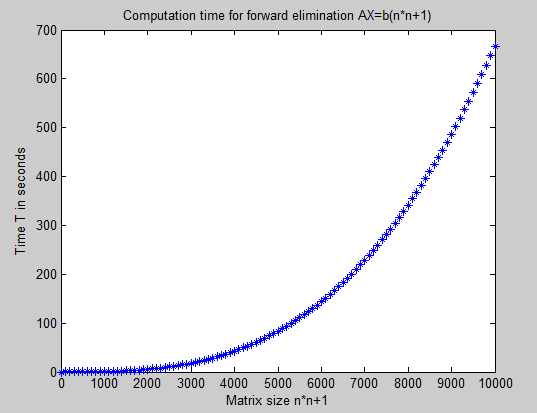 Computation time for forward elimination AX=b(n*n+1)
700
600
500
400
300
200
100
0
Time T in seconds
0 1000 2000 3000 4000 5000 6000 7000 8000 9000 10000
Matrix size n*n+1